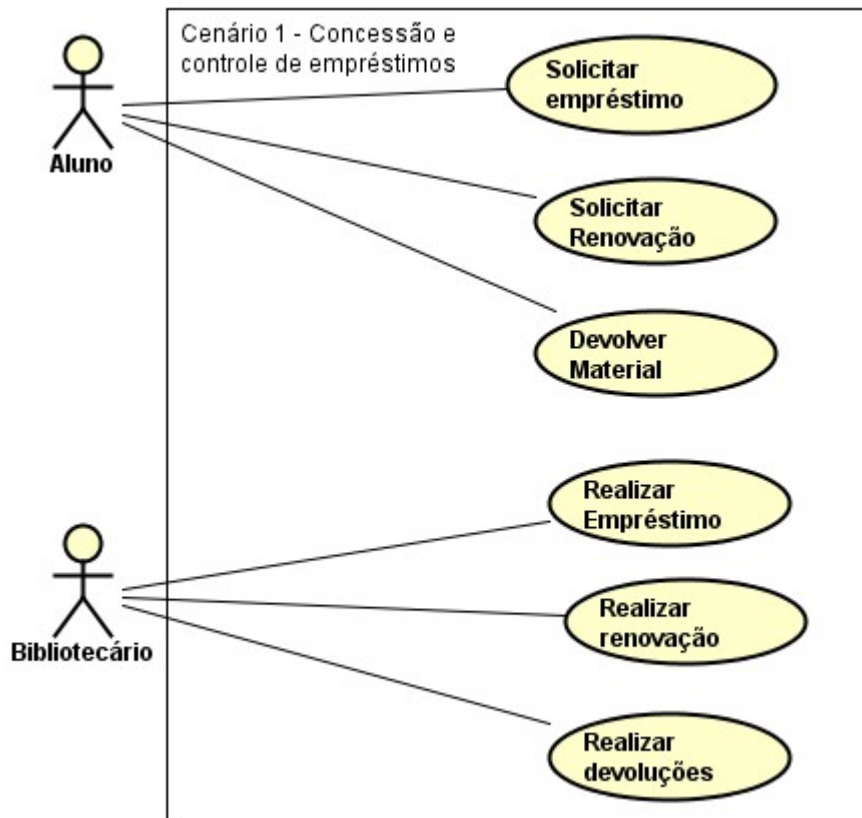 Cenário 1 - Concessão e
controle de empréstimos
Solicitar
empréstimo
Aluno
Solicitar
Renovação
Devolver
Material
Realizar
Empréstimo
Realizar
renovação
Bibliotecário
Realizar
devoluções